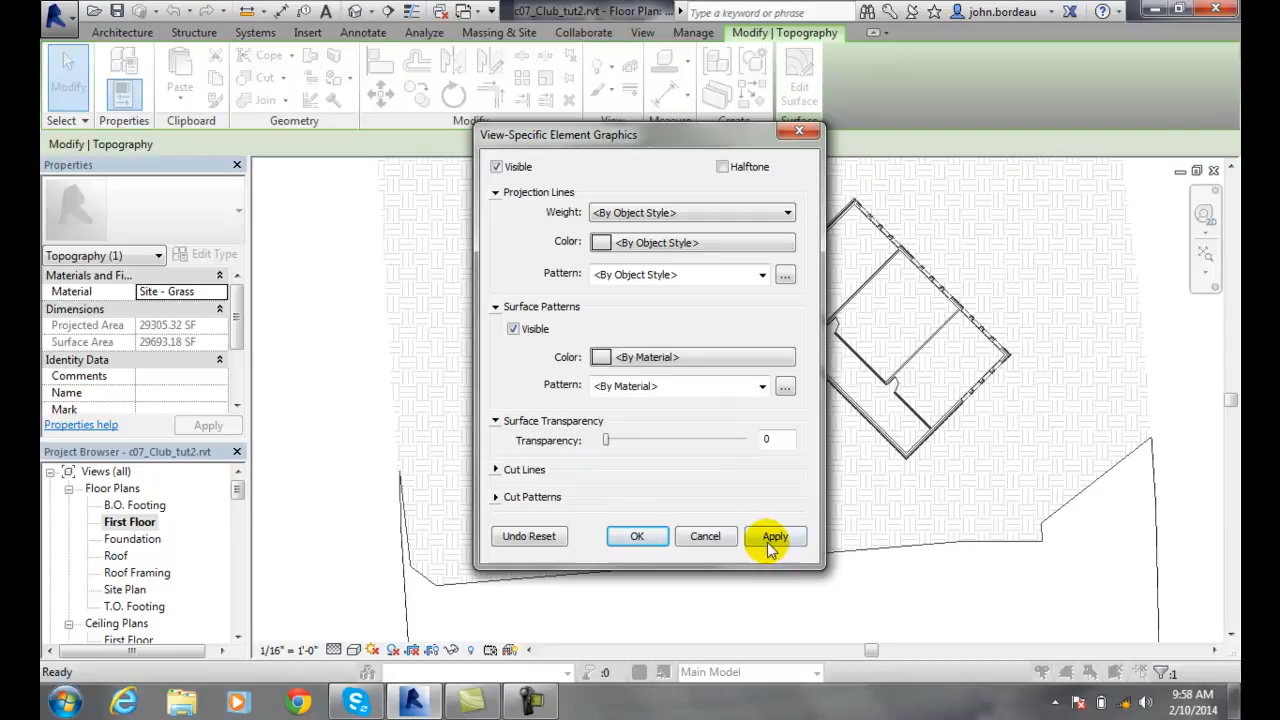 c07_Club_tut2.rvt - Floor Plan:
Type a keyword or phrase
john.bordeau
Architecture
Structure
Systems
Insert
Annotate
Analyze
Massing & Site
Collaborate
View
Manage
Modify | Topography
Modify
Paste
Cope
Cut
Join
Edit
Surface
Select
Properties
Clipboard
Geometry
Modify
View
Measure
Create
Surface
Modify | Topography
Properties
Edit Type
Topography (1)
Materials and Fi...
Material
Site - Grass
Dimensions
Projected Area
29305.32 SF
Surface Area
29693.18 SF
Identity Data
Comments
Name
Mark
Properties help
Apply
Project Browser - c07_Club_tut2.rvt
Views (all)
Floor Plans
B.O. Footing
First Floor
Foundation
Roof
Roof Framing
Site Plan
T.O. Footing
Ceiling Plans
First Floor
View-Specific Element Graphics
Visible
Halftone
Projection Lines
Weight:
<By Object Style>
Color:
<By Object Style>
Pattern:
<By Object Style>
...
Surface Patterns
Visible
Color:
<By Material>
Pattern:
<By Material>
...
Surface Transparency
Transparency:
0
Cut Lines
Cut Patterns
Undo Reset
OK
Cancel
Apply
1/16" = 1'-0"
Ready
:0
Main Model
:1
9:58 AM
2/10/2014